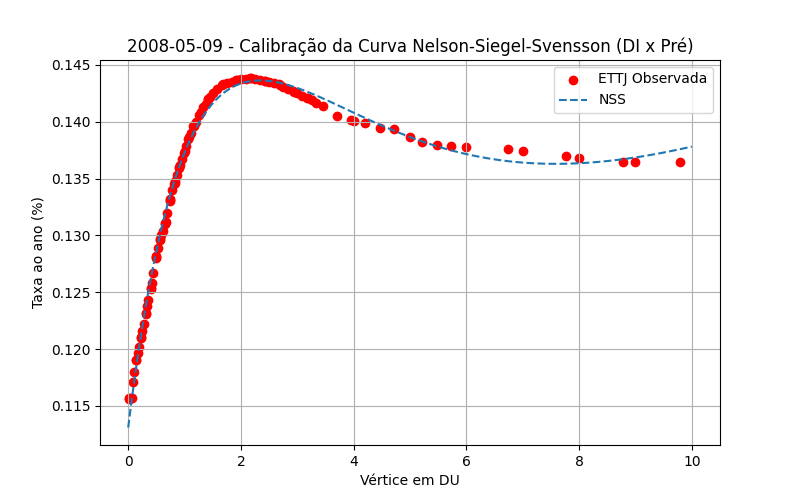 2008-05-09 - Calibração da Curva Nelson-Siegel-Svensson (DI x Pré)
ETTJ Observada
NSS
Taxa ao ano (%)
0.145
0.140
0.135
0.130
0.125
0.120
0.115
0 2 4 6 8 10
Vértice em DU